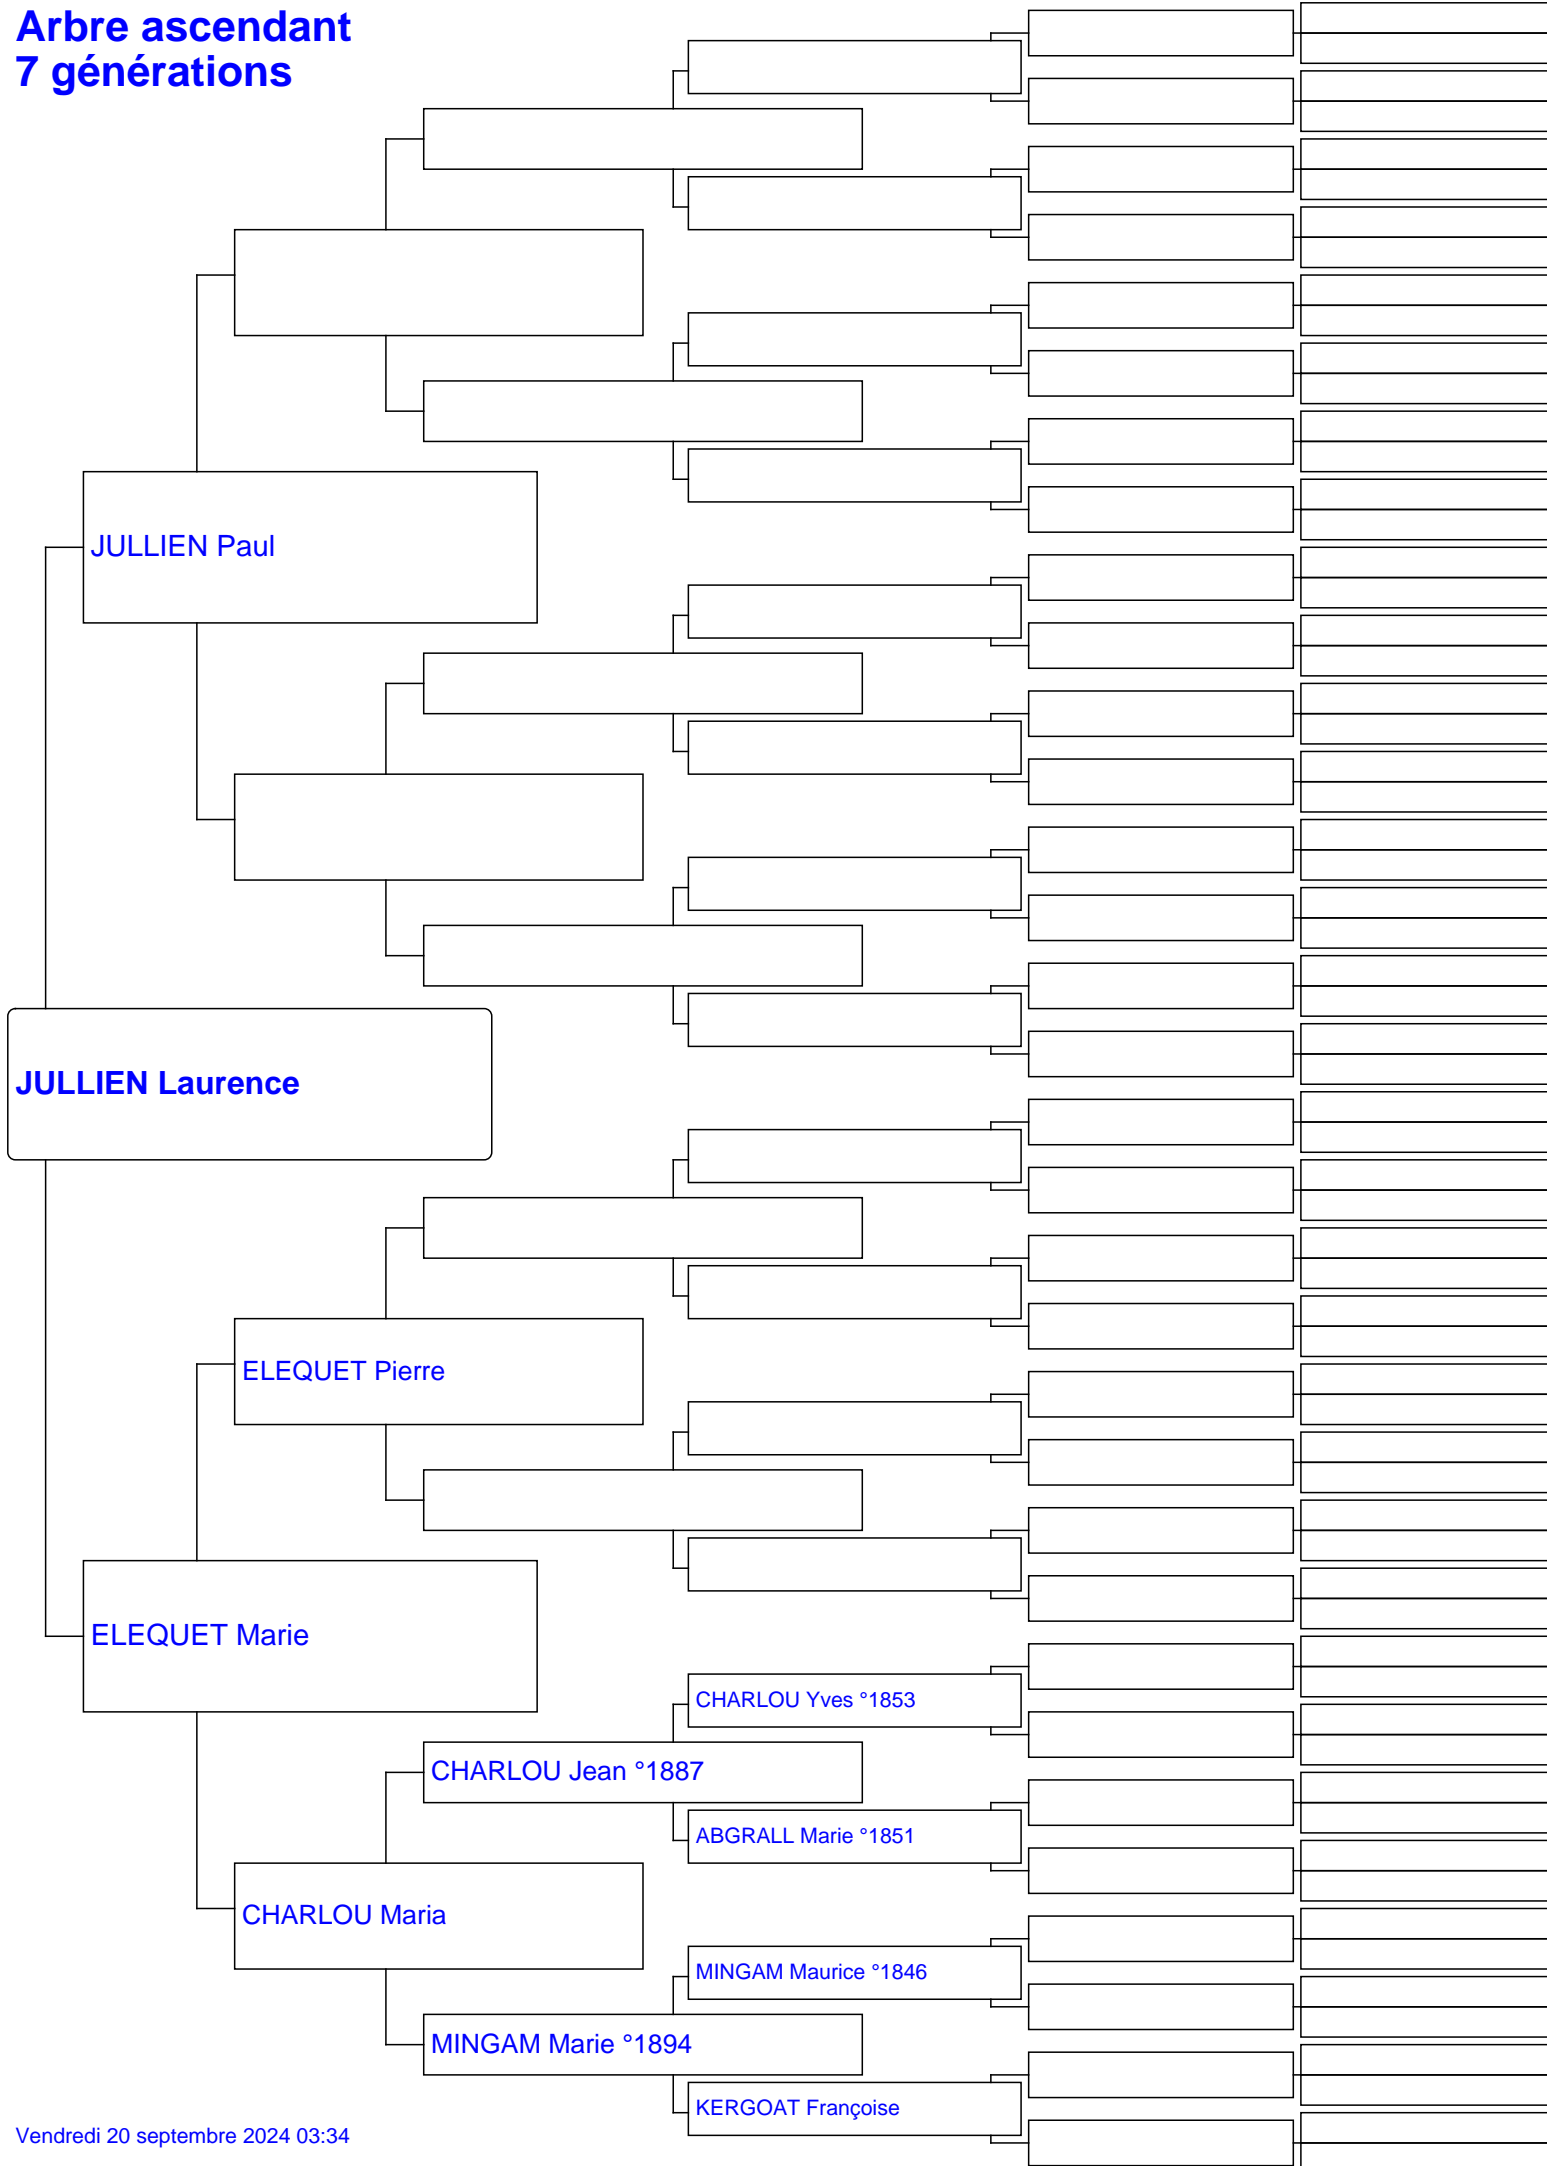 Arbre ascendant
7 générations
JULLIEN Paul
JULLIEN Laurence
ELEQUET Pierre
ELEQUET Marie
CHARLOU Yves °1853
CHARLOU Jean °1887
ABGRALL Marie °1851
CHARLOU Maria
MINGAM Maurice °1846
MINGAM Marie °1894
KERGOAT Françoise
Vendredi 20 septembre 2024 03:34